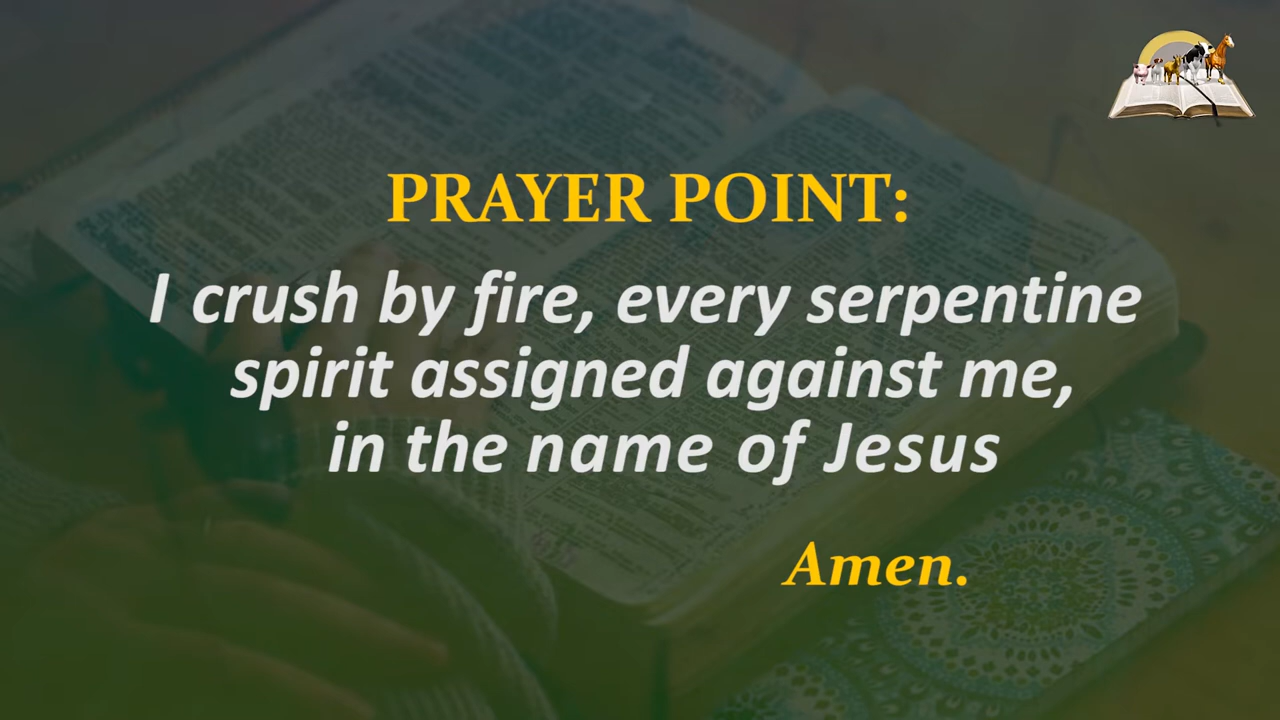 PRAYER POINT:
I crush by fire, every serpentine
spirit assigned against me,
in the name of Jesus
Amen.